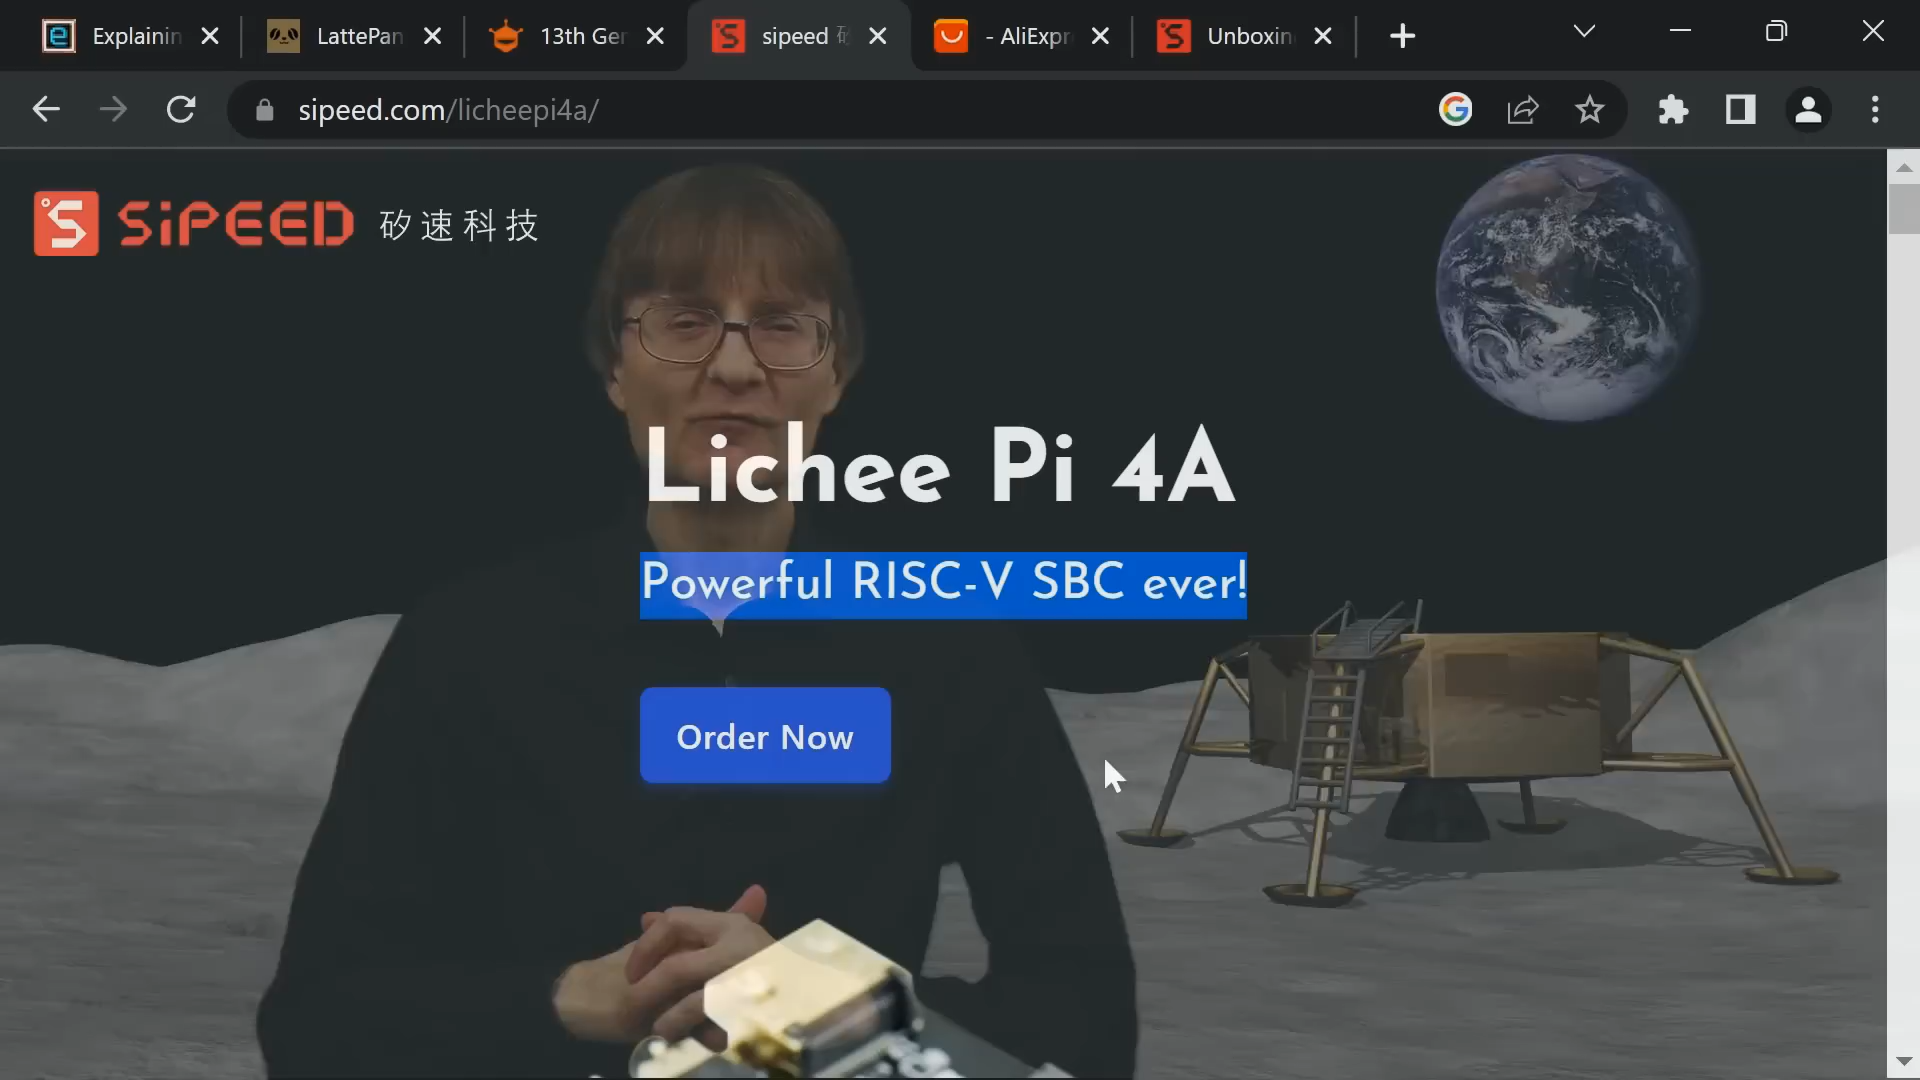 Explainin
LattePan
13th Ger
sipeed
- AliExpr
Unboxin
sipeed.com/licheepi4a/
SiPEED 矽速科技
Lichee Pi 4A
Powerful RISC-V SBC ever!
Order Now